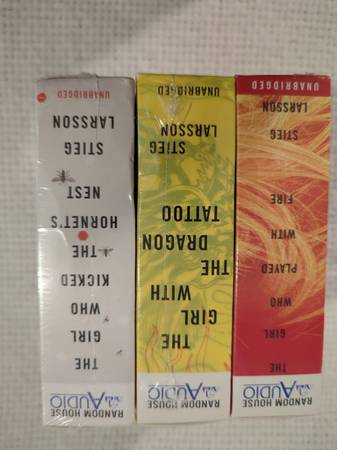 RANDOM HOUSE
AUDIO
THE
GIRL
WHO
KICKED
THE
HORNET'S
NEST
STIEG
LARSSON
UNABRIDGED
RANDOM HOUSE
AUDIO
THE
GIRL
WITH
THE
DRAGON
TATTOO
STIEG
LARSSON
UNABRIDGED
RANDOM HOUSE
AUDIO
THE
GIRL
WHO
PLAYED
WITH
FIRE
STIEG
LARSSON
UNABRIDGED